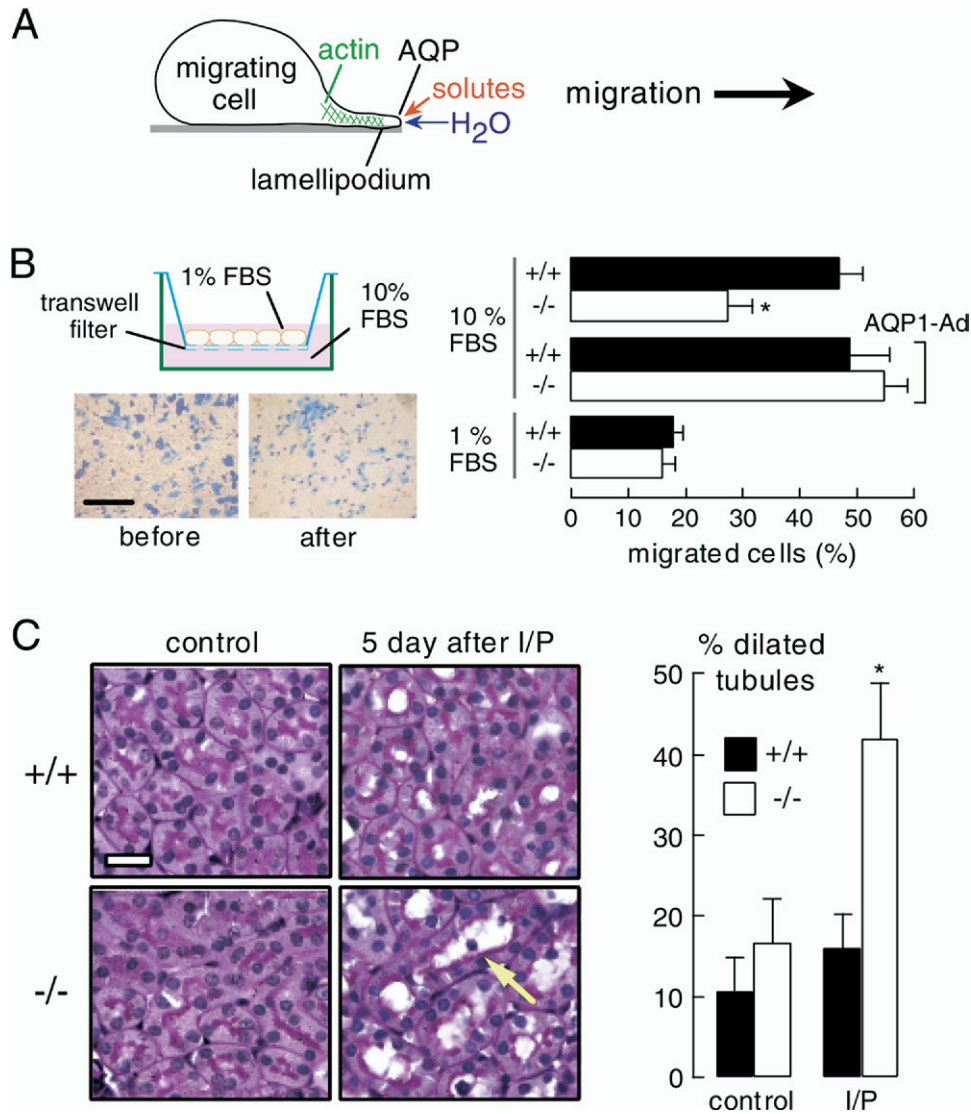 A
migrating
cell
actin
AQP
solutes
H₂O
lamellipodium
migration
B
1% FBS
transwell
filter
10%
FBS
before
after
10 %
FBS
+/+
-/-
*
+/+
-/-
AQP1-Ad
1 %
FBS
+/+
-/-
0 10 20 30 40 50 60
migrated cells (%)
C
control
5 day after I/P
+/+
-/-
% dilated
tubules
50
40
30
20
10
0
+/+
-/-
*
control
I/P